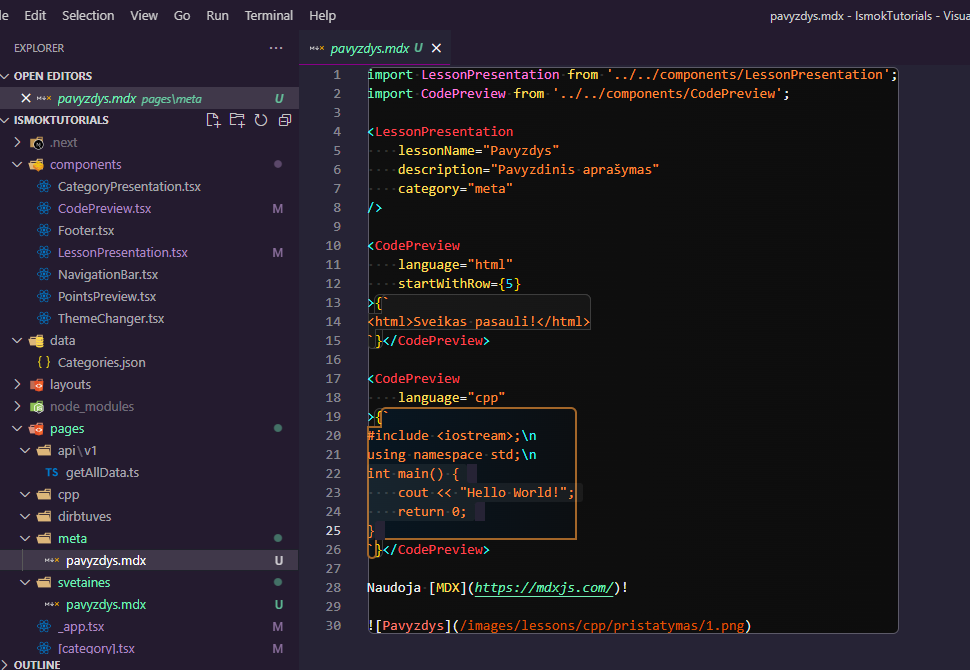 le Edit Selection View Go Run Terminal Help pavyzdys.mdx - IsmokTutorials - Visua
EXPLORER ···
OPEN EDITORS
pavyzdys.mdx pages\meta U
ISMOKTUTORIALS
.next
components
CategoryPresentation.tsx
CodePreview.tsx M
Footer.tsx
LessonPresentation.tsx M
NavigationBar.tsx
PointsPreview.tsx
ThemeChanger.tsx
data
{ } Categories.json
layouts
node_modules
pages
api\v1
TS getAllData.ts
cpp
dirbtuves
meta
pavyzdys.mdx U
svetaines
pavyzdys.mdx U
_app.tsx M
[category].tsx M
OUTLINE
pavyzdys.mdx U
1 import LessonPresentation from '../../components/LessonPresentation';
2 import CodePreview from '../../components/CodePreview';
3
4 <LessonPresentation
5 lessonName="Pavyzdys"
6 description="Pavyzdinis aprašymas"
7 category="meta"
8 />
9
10 <CodePreview
11 language="html"
12 startWithRow={5}
13 >{`
14 <html>Sveikas pasauli!</html>
15 `}</CodePreview>
16
17 <CodePreview
18 language="cpp"
19 >{`
20 #include <iostream>;\n
21 using namespace std;\n
22 int main() {
23 cout << "Hello World!";
24 return 0;
25 }
26 `}</CodePreview>
27
28 Naudoja [MDX](https://mdxjs.com/)!
29
30 ![Pavyzdys](/images/lessons/cpp/pristatymas/1.png)